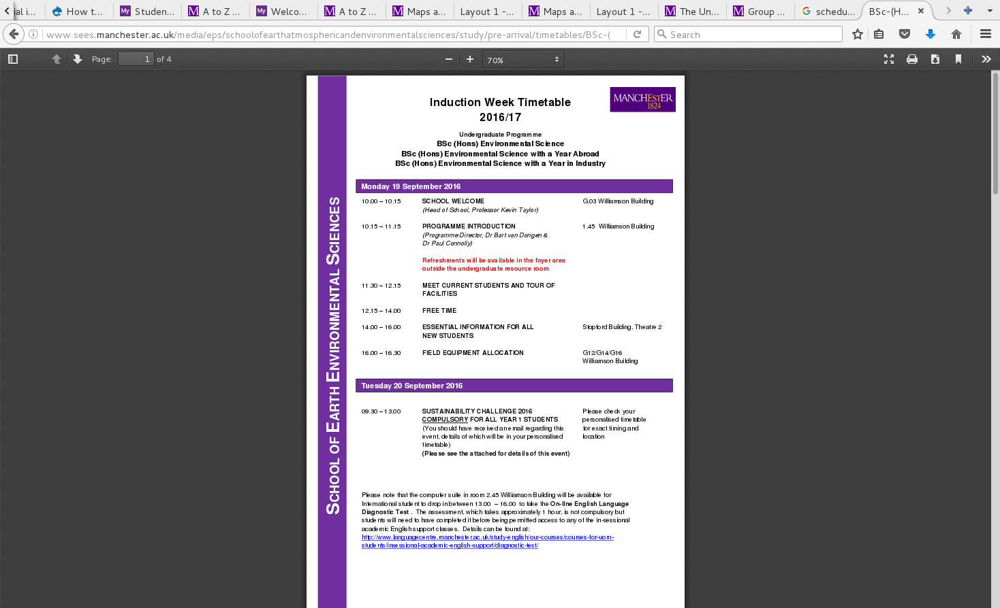 ial i...
How t...
Studen...
A to Z ...
Welco...
A to Z ...
Maps a...
Layout 1 -...
Maps a...
Layout 1 -...
The Un...
Group ...
schedu...
BSc-(H...
www.sees.manchester.ac.uk/media/eps/schoolofearthatmosphericandenvironmentalsciences/study/pre-arrival/timetables/BSc-(
Search
Page: 1 of 4
70%
MANCHESTER
1824
Induction Week Timetable
2016/17
Undergraduate Programme
BSc (Hons) Environmental Science
BSc (Hons) Environmental Science with a Year Abroad
BSc (Hons) Environmental Science with a Year in Industry
SCHOOL OF EARTH ENVIRONMENTAL SCIENCES
Monday 19 September 2016
10.00 – 10.15 SCHOOL WELCOME G.03 Williamson Building
(Head of School, Professor Kevin Taylor)
10.15 – 11.15 PROGRAMME INTRODUCTION 1.45 Williamson Building
(Programme Director, Dr Bart van Dongen &
Dr Paul Connolly)
Refreshments will be available in the foyer area
outside the undergraduate resource room
11.30 – 12.15 MEET CURRENT STUDENTS AND TOUR OF
FACILITIES
12.15 – 14.00 FREE TIME
14.00 – 16.00 ESSENTIAL INFORMATION FOR ALL Stopford Building, Theatre 2
NEW STUDENTS
16.00 – 16.30 FIELD EQUIPMENT ALLOCATION G12/G14/G16
Williamson Building
Tuesday 20 September 2016
09.30 – 13.00 SUSTAINABILITY CHALLENGE 2016 Please check your
COMPULSORY FOR ALL YEAR 1 STUDENTS personalised timetable
(You should have received an email regarding this for exact timing and
event, details of which will be in your personalised location
timetable)
(Please see the attached for details of this event)
Please note that the computer suite in room 2.45 Williamson Building will be available for
International student to drop in between 13.00 – 16.00 to take the On-line English Language
Diagnostic Test . The assessment, which takes approximately 1 hour, is not compulsory but
students will need to have completed it before being permitted access to any of the in-sessional
academic English support classes. Details can be found at:
http://www.languagecentre.manchester.ac.uk/study-english/our-courses/courses-for-uom-
students/insessional-academic-english-support/diagnostic-test/